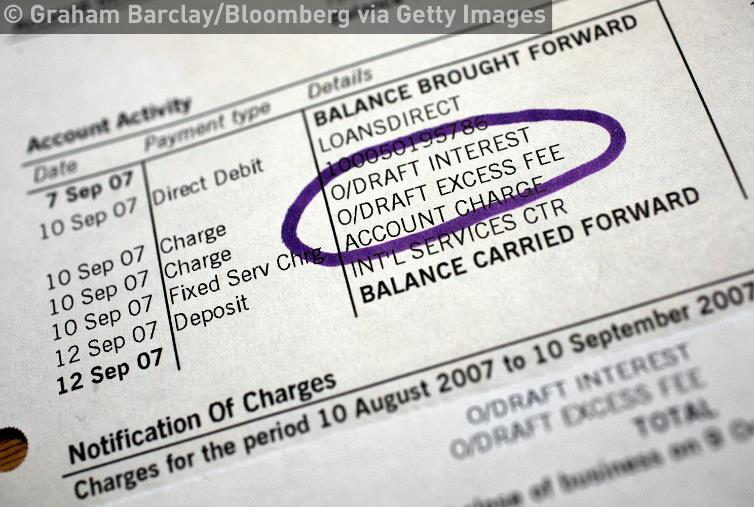 © Graham Barclay/Bloomberg via Getty Images
Account Activity
Date Payment type Details
7 Sep 07 BALANCE BROUGHT FORWARD
10 Sep 07 Direct Debit LOANSDIRECT
100050195786
10 Sep 07 Charge O/DRAFT INTEREST
10 Sep 07 Charge O/DRAFT EXCESS FEE
10 Sep 07 Fixed Serv Chrg ACCOUNT CHARGE
12 Sep 07 Deposit INT'L SERVICES CTR
12 Sep 07 BALANCE CARRIED FORWARD
Notification Of Charges
Charges for the period 10 August 2007 to 10 September 2007
O/DRAFT INTEREST
O/DRAFT EXCESS FEE
TOTAL
close of business on 9